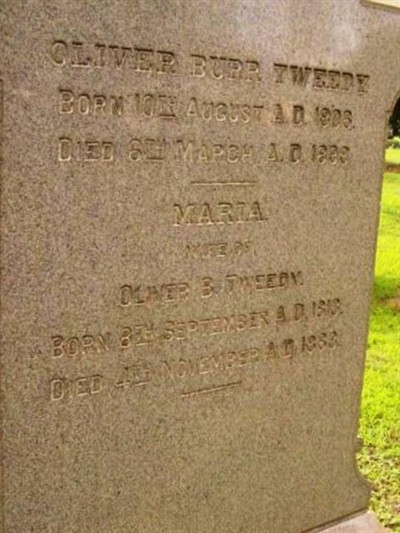 OLIVER BURR TWEEDY
BORN 10TH AUGUST A.D.
DIED 6TH MARCH, A.D.
MARIA
WIFE OF
OLIVER B. TWEEDY.
BORN 8TH SEPTEMBER A.D.
DIED 4TH NOVEMBER A.D.